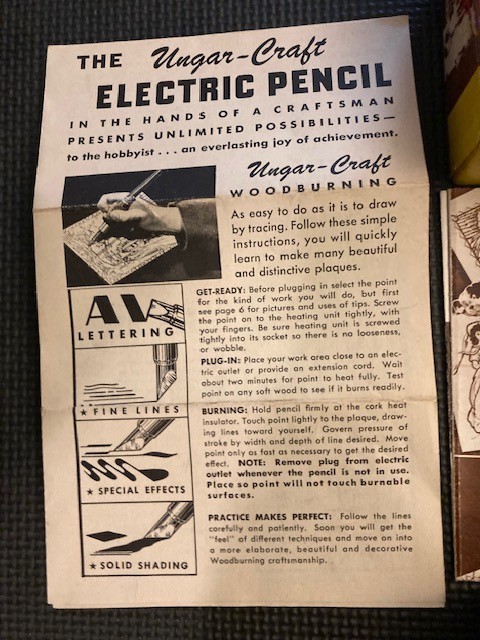 THE Ungar-Craft
ELECTRIC PENCIL
IN THE HANDS OF A CRAFTSMAN
PRESENTS UNLIMITED POSSIBILITIES—
to the hobbyist . . . an everlasting joy of achievement.
Ungar-Craft
WOODBURNING
As easy to do as it is to draw
by tracing. Follow these simple
instructions, you will quickly
learn to make many beautiful
and distinctive plaques.
AV
LETTERING
★ FINE LINES
★ SPECIAL EFFECTS
★ SOLID SHADING
GET-READY: Before plugging in select the point
for the kind of work you will do, but first
see page 6 for pictures and uses of tips. Screw
the point on to the heating unit tightly, with
your fingers. Be sure heating unit is screwed
tightly into its socket so there is no looseness,
or wobble.
PLUG-IN: Place your work area close to an elec-
tric outlet or provide an extension cord. Wait
about two minutes for point to heat fully. Test
point on any soft wood to see if it burns readily.
BURNING: Hold pencil firmly at the cork heat
insulator. Touch point lightly to the plaque, draw-
ing lines toward yourself. Govern pressure of
stroke by width and depth of line desired. Move
point only as fast as necessary to get the desired
effect. NOTE: Remove plug from electric
outlet whenever the pencil is not in use.
Place so point will not touch burnable
surfaces.
PRACTICE MAKES PERFECT: Follow the lines
carefully and patiently. Soon you will get the
"feel" of different techniques and move on into
a more elaborate, beautiful and decorative
Woodburning craftsmanship.